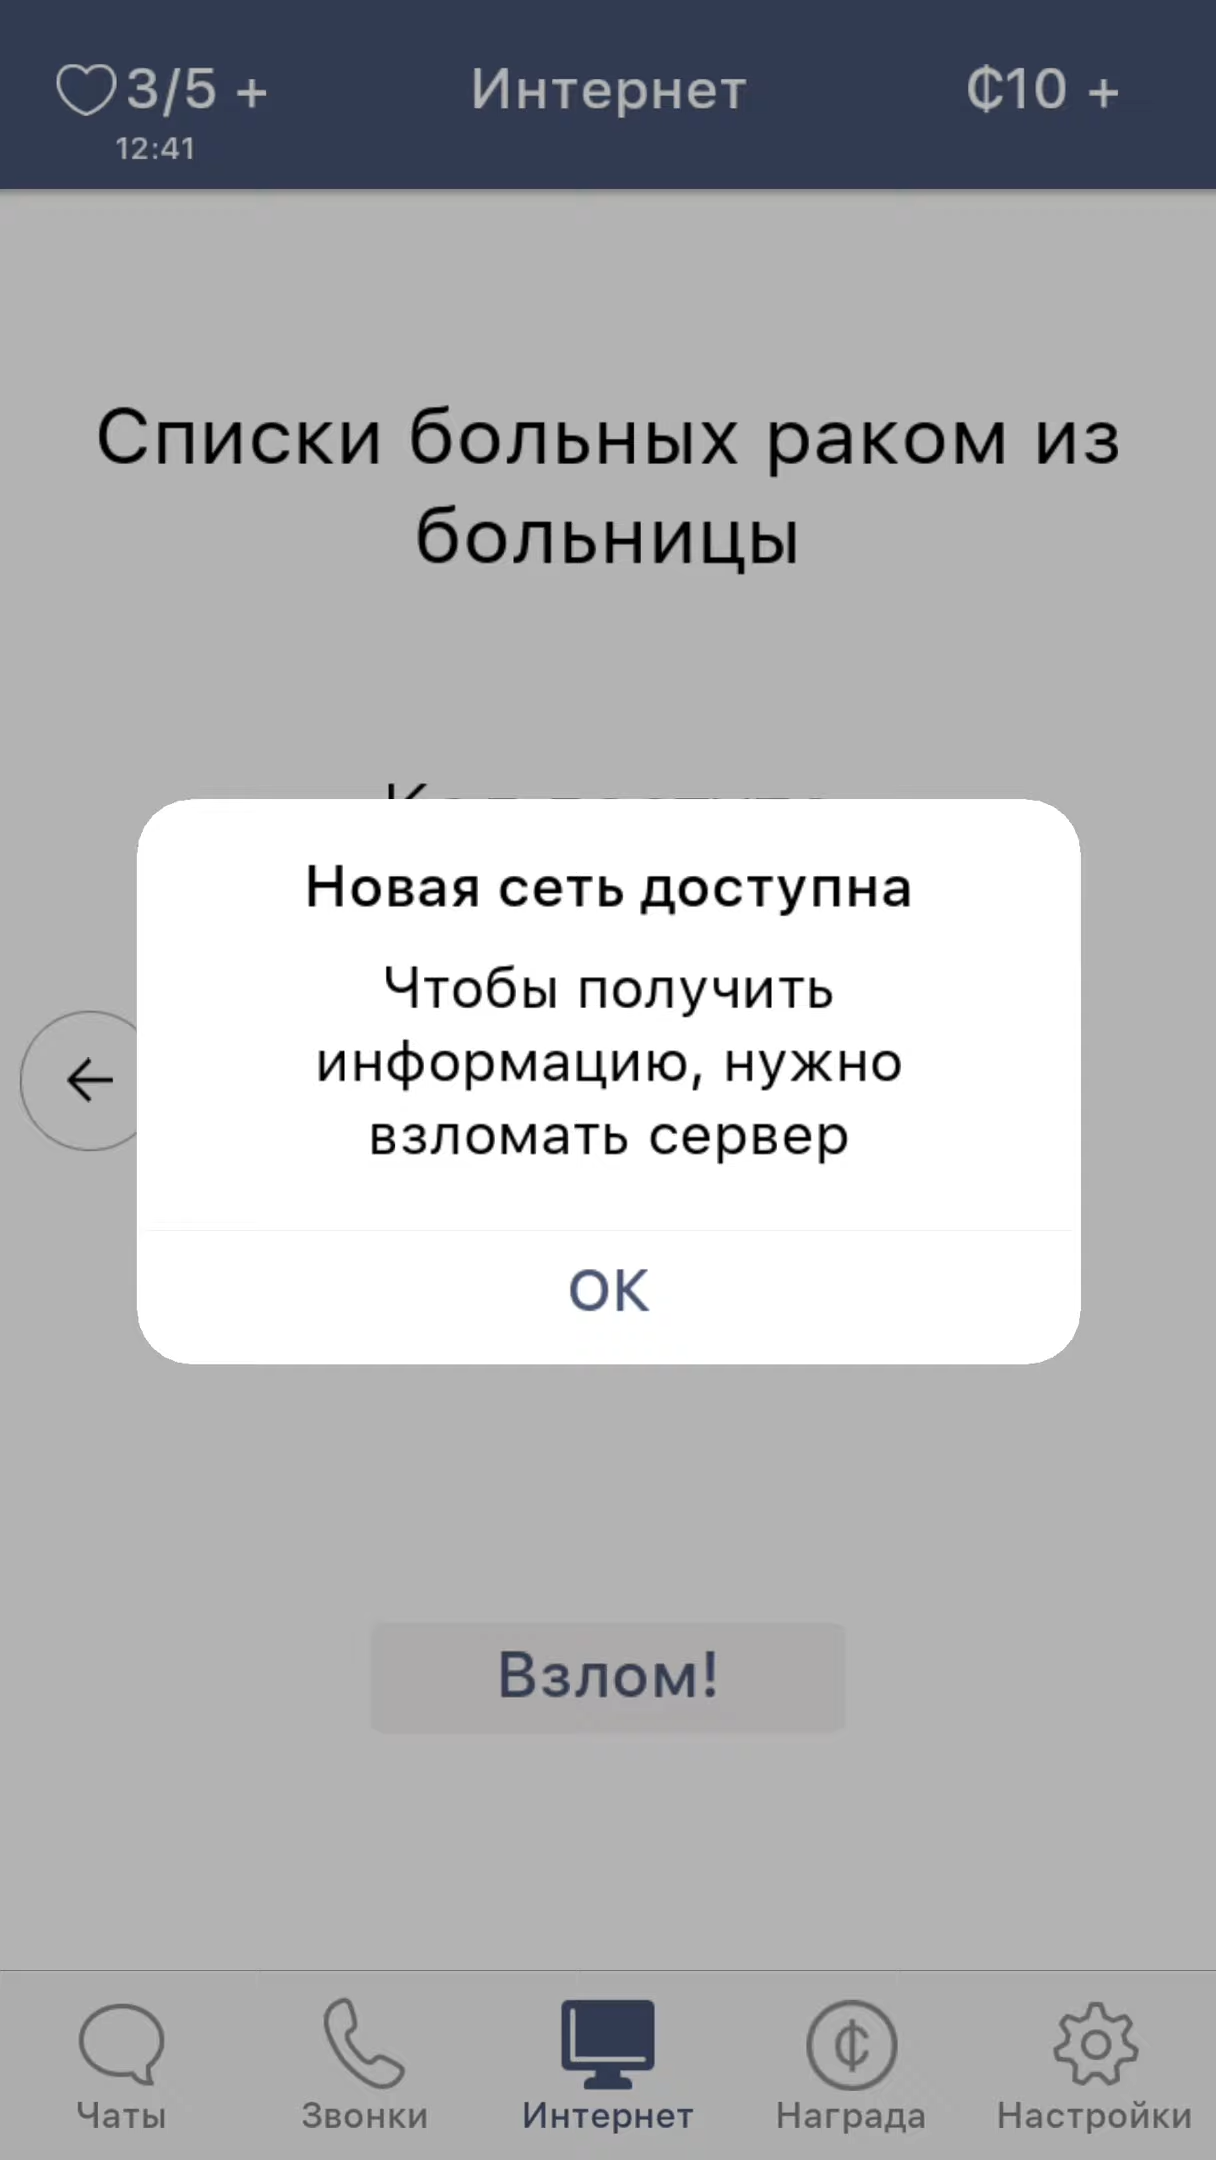 3/5 +
Интернет
₵10 +
12:41
Списки больных раком из
больницы
Новая сеть доступна
Чтобы получить
информацию, нужно
взломать сервер
ОК
Взлом!
Чаты
Звонки
Интернет
Награда
Настройки